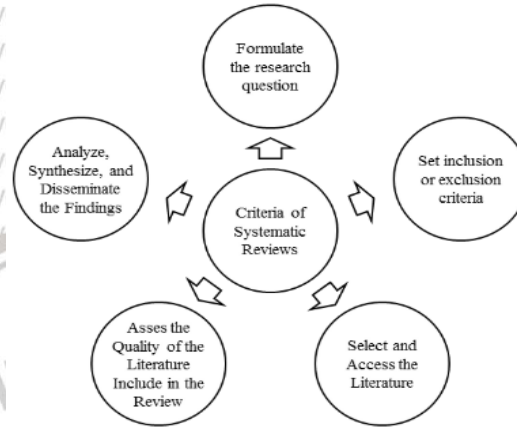 Formulate
the research
question
Analyze,
Synthesize, and
Disseminate
the Findings
Set inclusion
or exclusion
criteria
Criteria of
Systematic
Reviews
Asses the
Quality of the
Literature
Include in the
Review
Select and
Access the
Literature